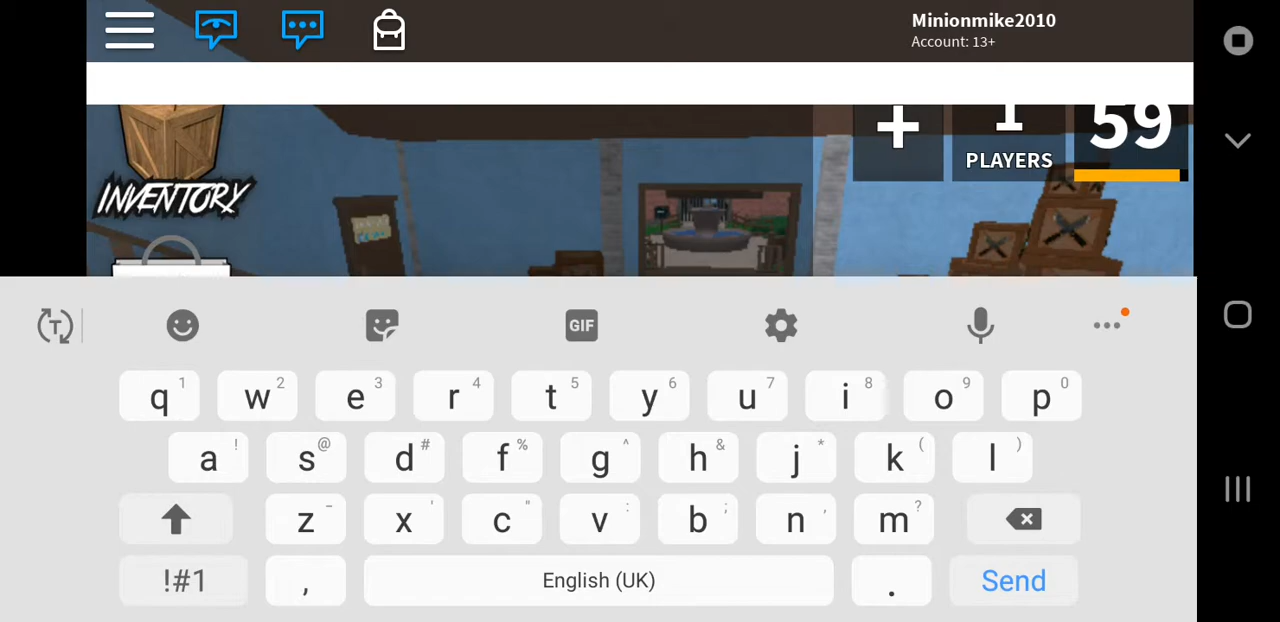 Minionmike2010
Account: 13+
INVENTORY
+ 1 59
PLAYERS
T GIF
q 1 w 2 e 3 r 4 t 5 y 6 u 7 i 8 o 9 p 0
a ! s @ d # f % g ^ h & j * k ( l )
z - x ' c " v : b ; n , m ?
!#1 , English (UK) . Send